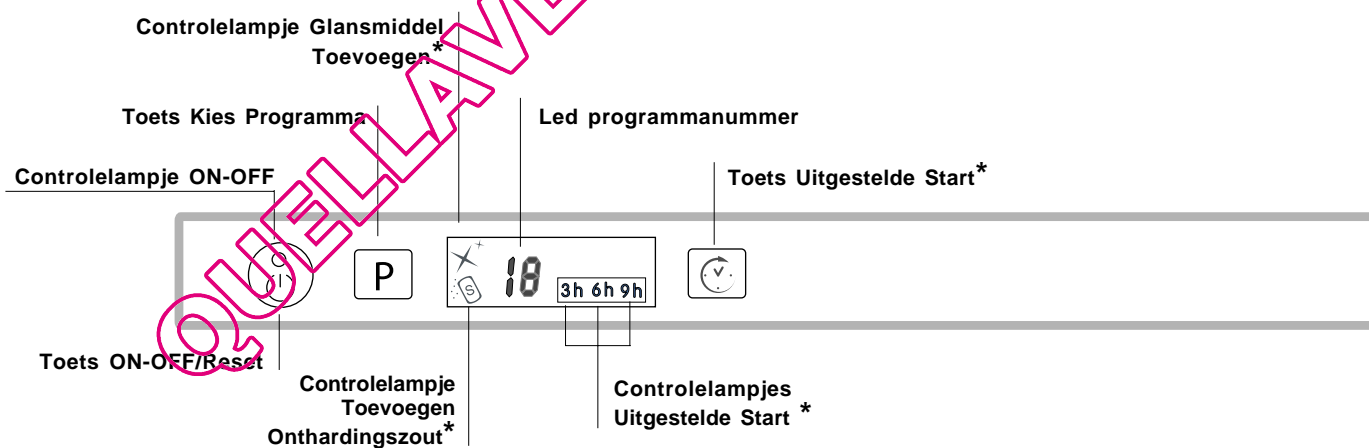 Controlelampje Glansmiddel
Toevoegen*
Toets Kies Programma
Led programmanummer
Controlelampje ON-OFF
Toets Uitgestelde Start*
P
S
18
3h 6h 9h
Toets ON-OFF/Reset
Controlelampje
Toevoegen
Onthardingszout*
Controlelampjes
Uitgestelde Start *
QUELLAVE